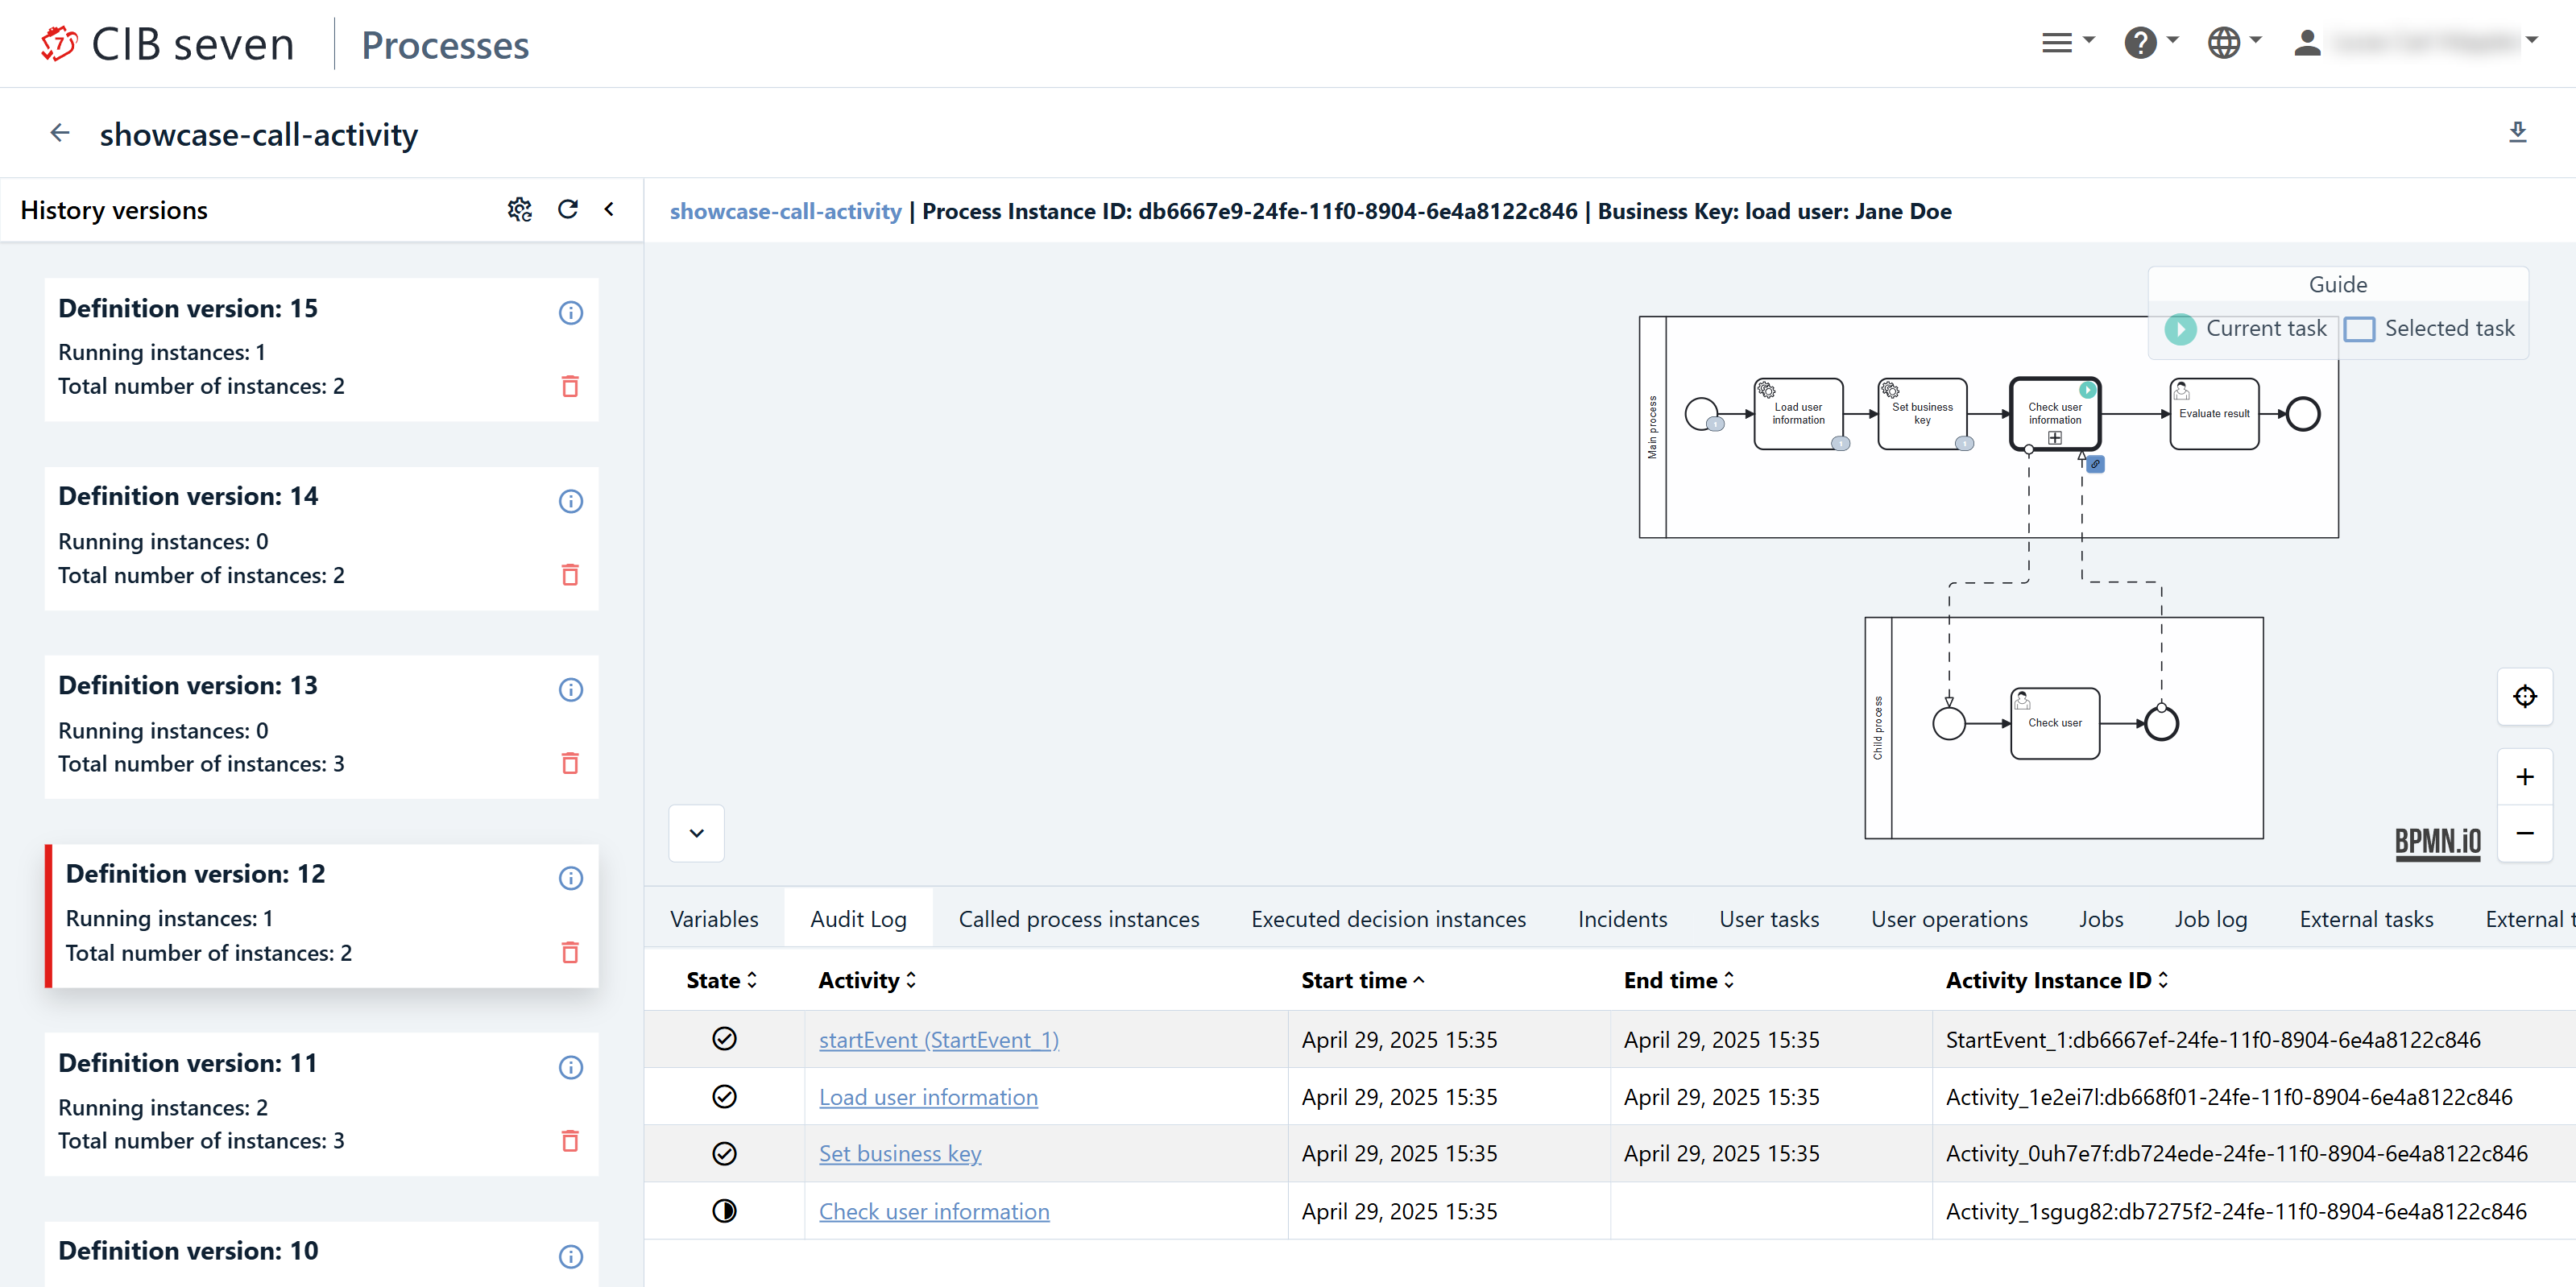 CIB seven
Processes
showcase-call-activity
History versions
Definition version: 15
Running instances: 1
Total number of instances: 2
Definition version: 14
Running instances: 0
Total number of instances: 2
Definition version: 13
Running instances: 0
Total number of instances: 3
Definition version: 12
Running instances: 1
Total number of instances: 2
Definition version: 11
Running instances: 2
Total number of instances: 3
Definition version: 10
showcase-call-activity | Process Instance ID: db6667e9-24fe-11f0-8904-6e4a8122c846 | Business Key: load user: Jane Doe
Guide
Current task
Selected task
Main process
Load user
information
Set business
key
Check user
information
Evaluate result
1
1
1
Child process
Check user
BPMN.iO
Variables
Audit Log
Called process instances
Executed decision instances
Incidents
User tasks
User operations
Jobs
Job log
External tasks
External t
State Activity Start time End time Activity Instance ID
startEvent (StartEvent_1) April 29, 2025 15:35 April 29, 2025 15:35 StartEvent_1:db6667ef-24fe-11f0-8904-6e4a8122c846
Load user information April 29, 2025 15:35 April 29, 2025 15:35 Activity_1e2ei7l:db668f01-24fe-11f0-8904-6e4a8122c846
Set business key April 29, 2025 15:35 April 29, 2025 15:35 Activity_0uh7e7f:db724ede-24fe-11f0-8904-6e4a8122c846
Check user information April 29, 2025 15:35 Activity_1sgug82:db7275f2-24fe-11f0-8904-6e4a8122c846